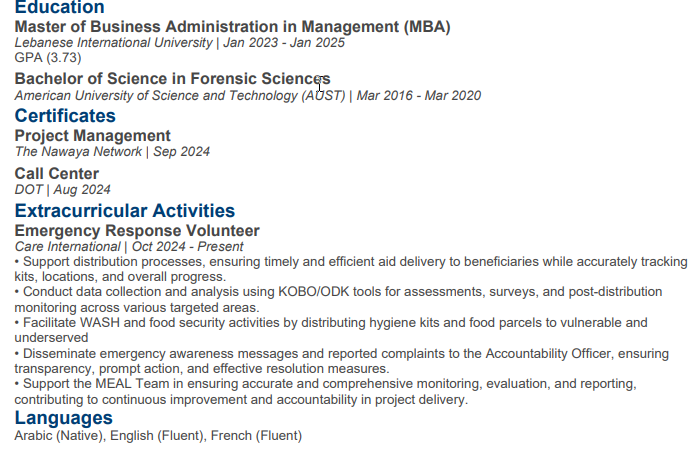 Education
Master of Business Administration in Management (MBA)
Lebanese International University | Jan 2023 - Jan 2025
GPA (3.73)
Bachelor of Science in Forensic Sciences
American University of Science and Technology (AUST) | Mar 2016 - Mar 2020
Certificates
Project Management
The Nawaya Network | Sep 2024
Call Center
DOT | Aug 2024
Extracurricular Activities
Emergency Response Volunteer
Care International | Oct 2024 - Present
• Support distribution processes, ensuring timely and efficient aid delivery to beneficiaries while accurately tracking
kits, locations, and overall progress.
• Conduct data collection and analysis using KOBO/ODK tools for assessments, surveys, and post-distribution
monitoring across various targeted areas.
• Facilitate WASH and food security activities by distributing hygiene kits and food parcels to vulnerable and
underserved
• Disseminate emergency awareness messages and reported complaints to the Accountability Officer, ensuring
transparency, prompt action, and effective resolution measures.
• Support the MEAL Team in ensuring accurate and comprehensive monitoring, evaluation, and reporting,
contributing to continuous improvement and accountability in project delivery.
Languages
Arabic (Native), English (Fluent), French (Fluent)